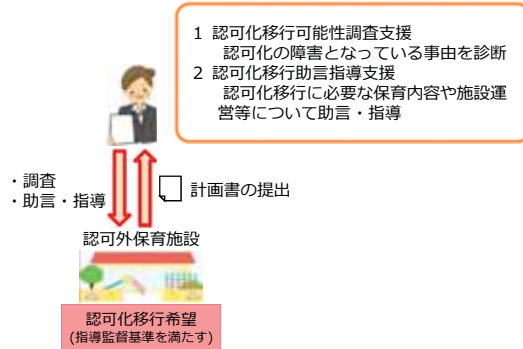 1 認可化移行可能性調査支援
認可化の障害となっている事由を診断
2 認可化移行助言指導支援
認可化移行に必要な保育内容や施設運
営等について助言・指導
・調査
・助言・指導
計画書の提出
認可外保育施設
認可化移行希望
(指導監督基準を満たす)